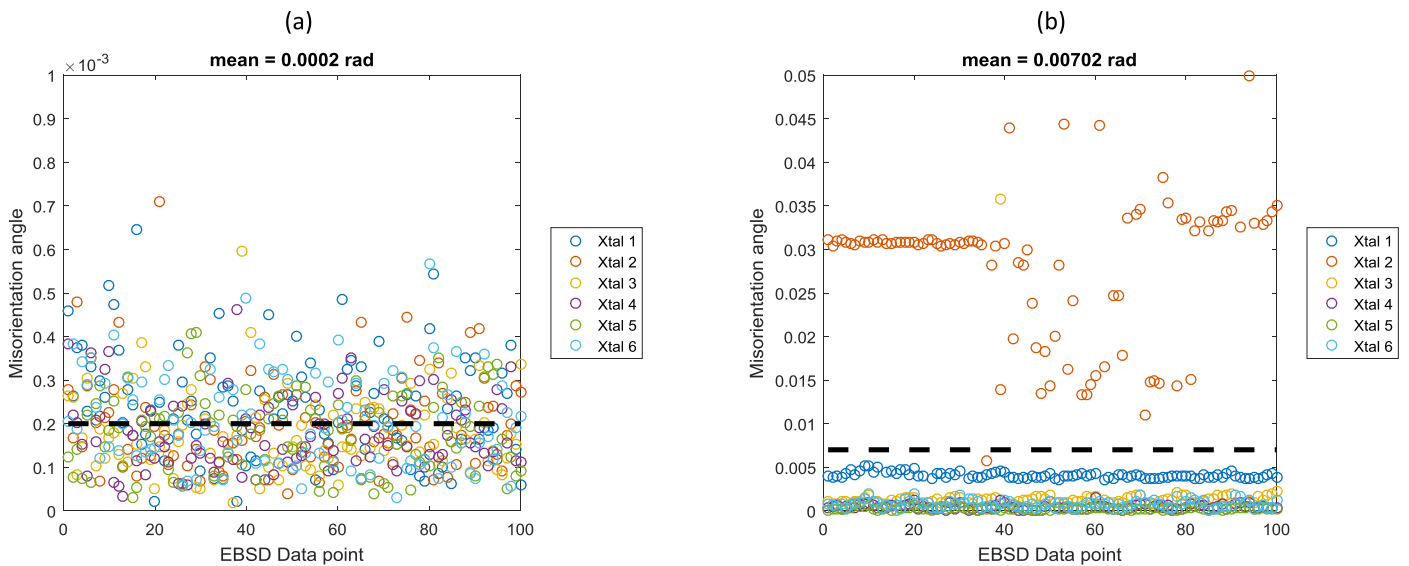 (a)
mean = 0.0002 rad
×10⁻³
1
0.9
0.8
0.7
0.6
0.5
0.4
0.3
0.2
0.1
0
Misorientation angle
0 20 40 60 80 100
EBSD Data point
Xtal 1
Xtal 2
Xtal 3
Xtal 4
Xtal 5
Xtal 6
(b)
mean = 0.00702 rad
0.05
0.045
0.04
0.035
0.03
0.025
0.02
0.015
0.01
0.005
0
Misorientation angle
0 20 40 60 80 100
EBSD Data point
Xtal 1
Xtal 2
Xtal 3
Xtal 4
Xtal 5
Xtal 6